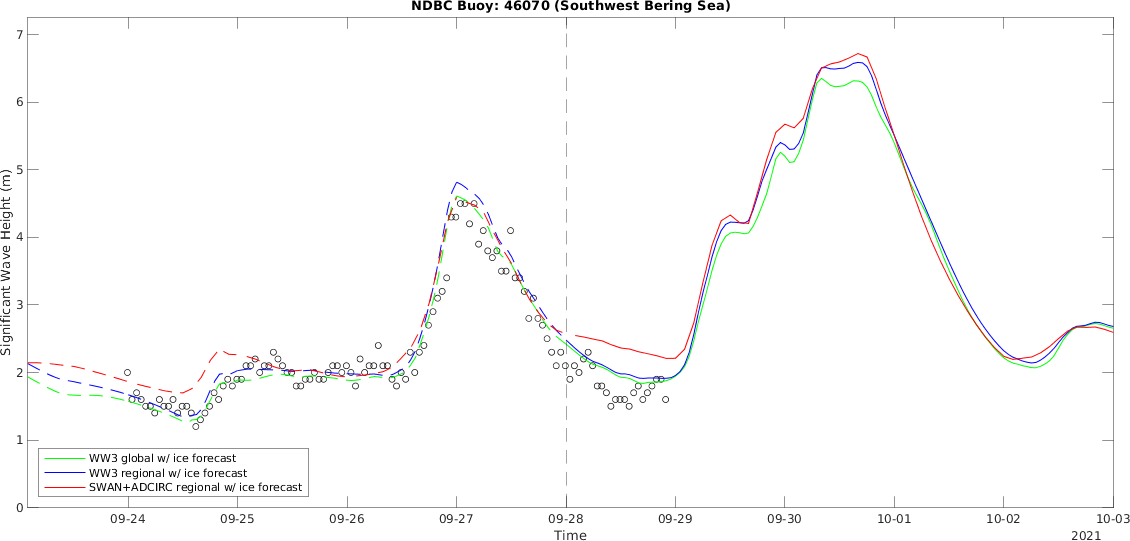 NDBC Buoy: 46070 (Southwest Bering Sea)
7
6
5
4
3
2
1
0
Significant Wave Height (m)
WW3 global w/ ice forecast
WW3 regional w/ ice forecast
SWAN+ADCIRC regional w/ ice forecast
09-24 09-25 09-26 09-27 09-28 09-29 09-30 10-01 10-02 10-03
Time
2021